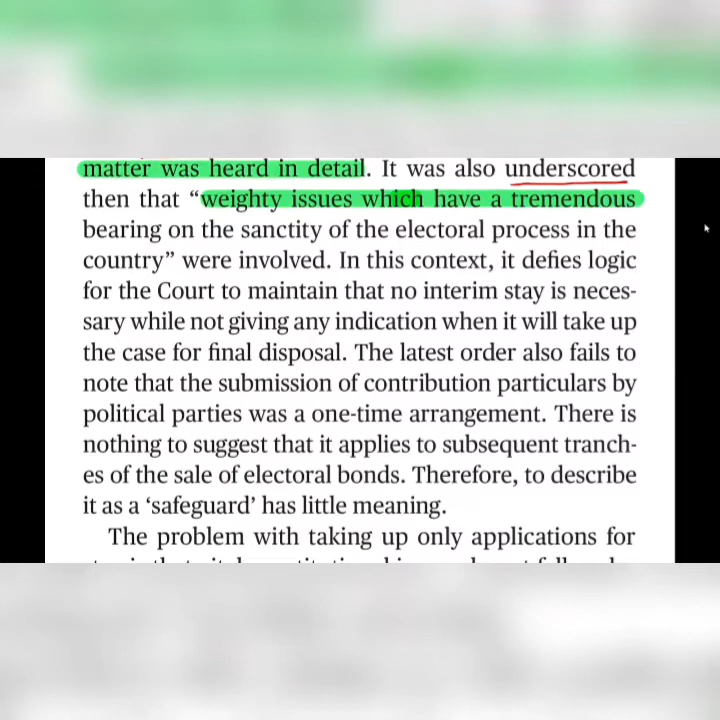 matter was heard in detail. It was also underscored
then that “weighty issues which have a tremendous
bearing on the sanctity of the electoral process in the
country” were involved. In this context, it defies logic
for the Court to maintain that no interim stay is neces-
sary while not giving any indication when it will take up
the case for final disposal. The latest order also fails to
note that the submission of contribution particulars by
political parties was a one-time arrangement. There is
nothing to suggest that it applies to subsequent tranch-
es of the sale of electoral bonds. Therefore, to describe
it as a ‘safeguard’ has little meaning.
The problem with taking up only applications for